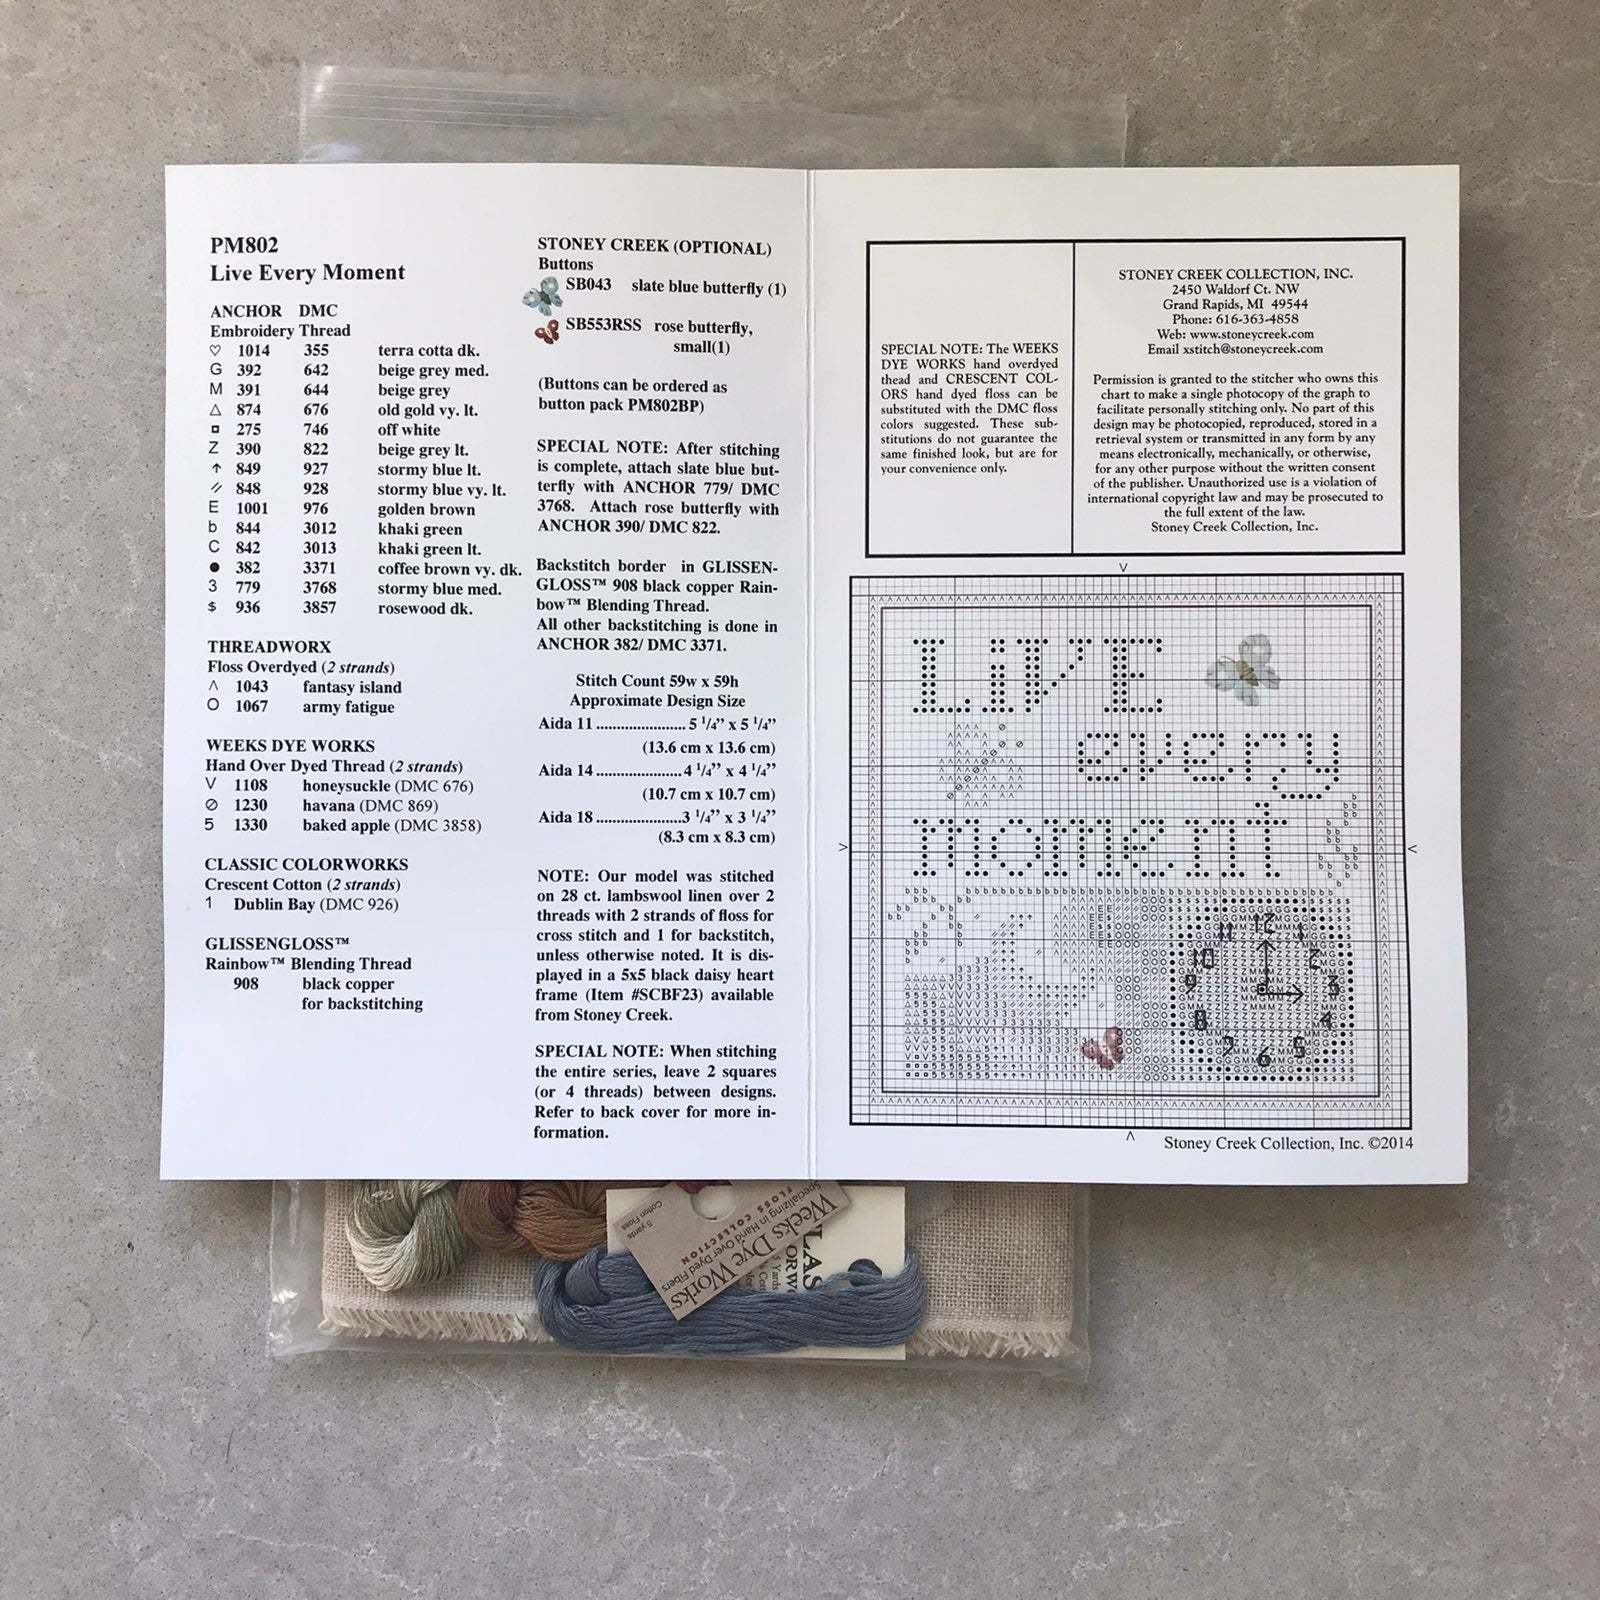 PM802
Live Every Moment
ANCHOR DMC
Embroidery Thread
♡ 1014 355 terra cotta dk.
G 392 642 beige grey med.
M 391 644 beige grey
△ 874 676 old gold vy. lt.
▫ 275 746 off white
Z 390 822 beige grey lt.
↑ 849 927 stormy blue lt.
⫽ 848 928 stormy blue vy. lt.
E 1001 976 golden brown
b 844 3012 khaki green
C 842 3013 khaki green lt.
● 382 3371 coffee brown vy. dk.
3 779 3768 stormy blue med.
$ 936 3857 rosewood dk.
THREADWORX
Floss Overdyed (2 strands)
^ 1043 fantasy island
O 1067 army fatigue
WEEKS DYE WORKS
Hand Over Dyed Thread (2 strands)
V 1108 honeysuckle (DMC 676)
⊘ 1230 havana (DMC 869)
5 1330 baked apple (DMC 3858)
CLASSIC COLORWORKS
Crescent Cotton (2 strands)
1 Dublin Bay (DMC 926)
GLISSENGLOSS™
Rainbow™ Blending Thread
908 black copper
for backstitching
STONEY CREEK (OPTIONAL)
Buttons
SB043 slate blue butterfly (1)
SB553RSS rose butterfly,
small(1)
(Buttons can be ordered as
button pack PM802BP)
SPECIAL NOTE: After stitching
is complete, attach slate blue but-
terfly with ANCHOR 779/ DMC
3768. Attach rose butterfly with
ANCHOR 390/ DMC 822.
Backstitch border in GLISSEN-
GLOSS™ 908 black copper Rain-
bow™ Blending Thread.
All other backstitching is done in
ANCHOR 382/ DMC 3371.
Stitch Count 59w x 59h
Approximate Design Size
Aida 11 ...................... 5 1/4” x 5 1/4”
(13.6 cm x 13.6 cm)
Aida 14 ..................... 4 1/4” x 4 1/4”
(10.7 cm x 10.7 cm)
Aida 18 ..................... 3 1/4” x 3 1/4”
(8.3 cm x 8.3 cm)
NOTE: Our model was stitched
on 28 ct. lambswool linen over 2
threads with 2 strands of floss for
cross stitch and 1 for backstitch,
unless otherwise noted. It is dis-
played in a 5x5 black daisy heart
frame (Item #SCBF23) available
from Stoney Creek.
SPECIAL NOTE: When stitching
the entire series, leave 2 squares
(or 4 threads) between designs.
Refer to back cover for more in-
formation.
SPECIAL NOTE: The WEEKS
DYE WORKS hand overdyed
thead and CRESCENT COL-
ORS hand dyed floss can be
substituted with the DMC floss
colors suggested. These sub-
stitutions do not guarantee the
same finished look, but are for
your convenience only.
STONEY CREEK COLLECTION, INC.
2450 Waldorf Ct. NW
Grand Rapids, MI 49544
Phone: 616-363-4858
Web: www.stoneycreek.com
Email xstitch@stoneycreek.com
Permission is granted to the stitcher who owns this
chart to make a single photocopy of the graph to
facilitate personally stitching only. No part of this
design may be photocopied, reproduced, stored in a
retrieval system or transmitted in any form by any
means electronically, mechanically, or otherwise,
for any other purpose without the written consent
of the publisher. Unauthorized use is a violation of
international copyright law and may be prosecuted to
the full extent of the law.
Stoney Creek Collection, Inc.
LiVE
every
moment
12
11
10
9
8
7
6
5
4
3
2
1
Stoney Creek Collection, Inc. ©2014
Weeks Dye Works
Specializing in Hand Over Dyed Fibers
FLOSS COLLECTION
5 yards
Cotton Floss